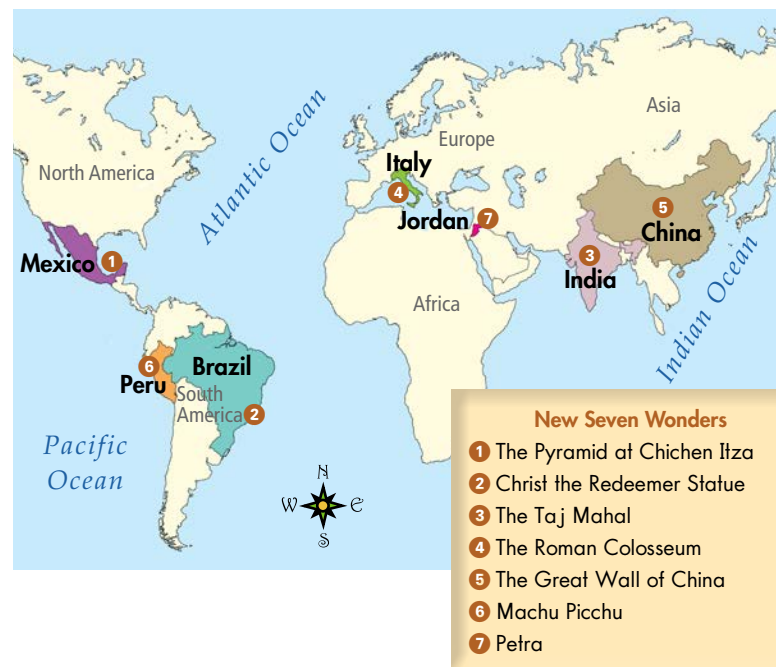 Atlantic Ocean
Asia
Europe
North America
Italy
4
Jordan
7
5
China
Mexico
1
3
India
Africa
Indian Ocean
6
Peru
Brazil
South
America
2
Pacific
Ocean
N
W
E
S
New Seven Wonders
1 The Pyramid at Chichen Itza
2 Christ the Redeemer Statue
3 The Taj Mahal
4 The Roman Colosseum
5 The Great Wall of China
6 Machu Picchu
7 Petra